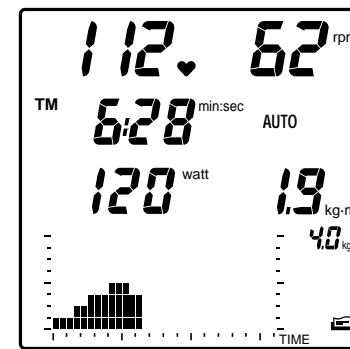 112 ♥ 62 rpm
TM 6:28 min:sec AUTO
120 watt 1.9 kg·m
4.0 kg
TIME